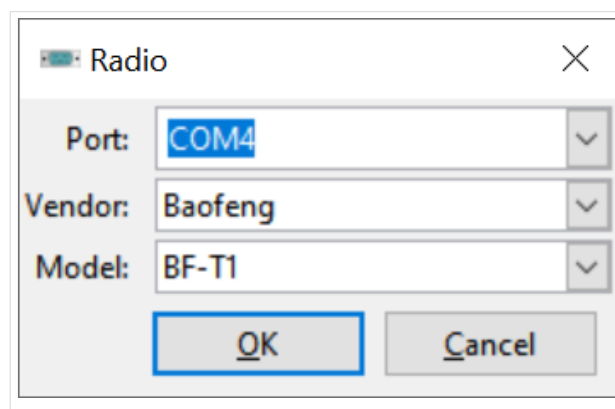 Radio
Port: COM4
Vendor: Baofeng
Model: BF-T1
OK Cancel